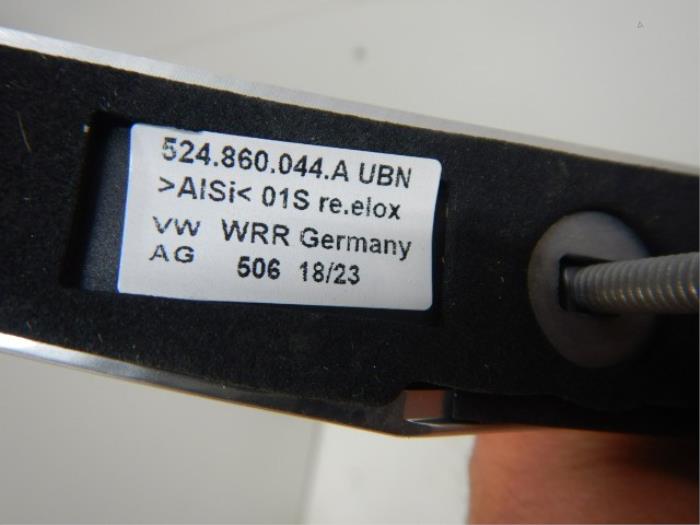 524.860.044.A UBN
>AlSi< 01S re.elox
VW AG WRR Germany
506 18/23